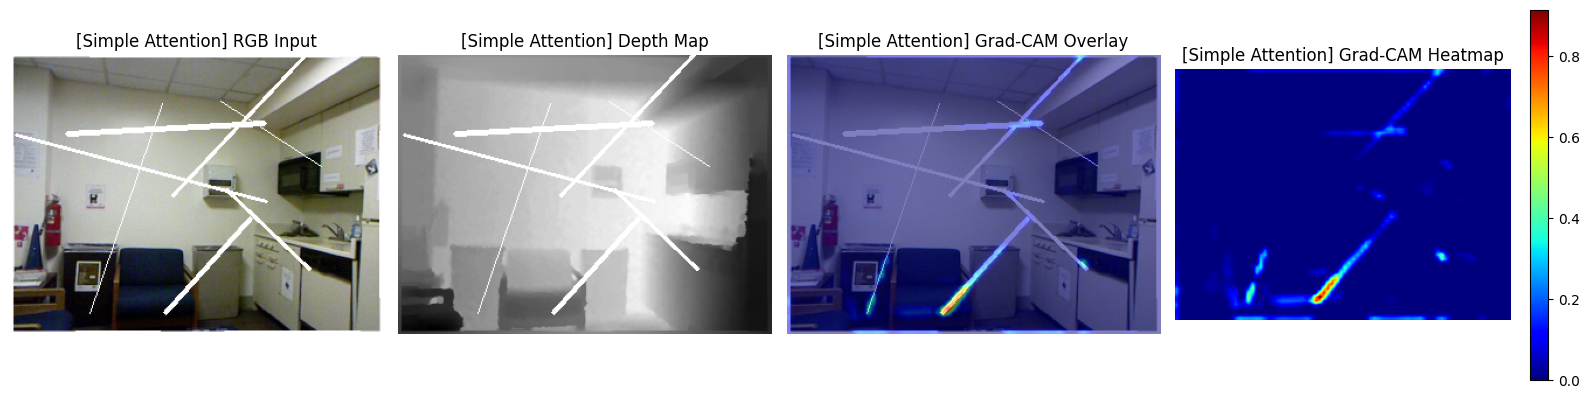 [Simple Attention] RGB Input
[Simple Attention] Depth Map
[Simple Attention] Grad-CAM Overlay
[Simple Attention] Grad-CAM Heatmap
0.8
0.6
0.4
0.2
0.0